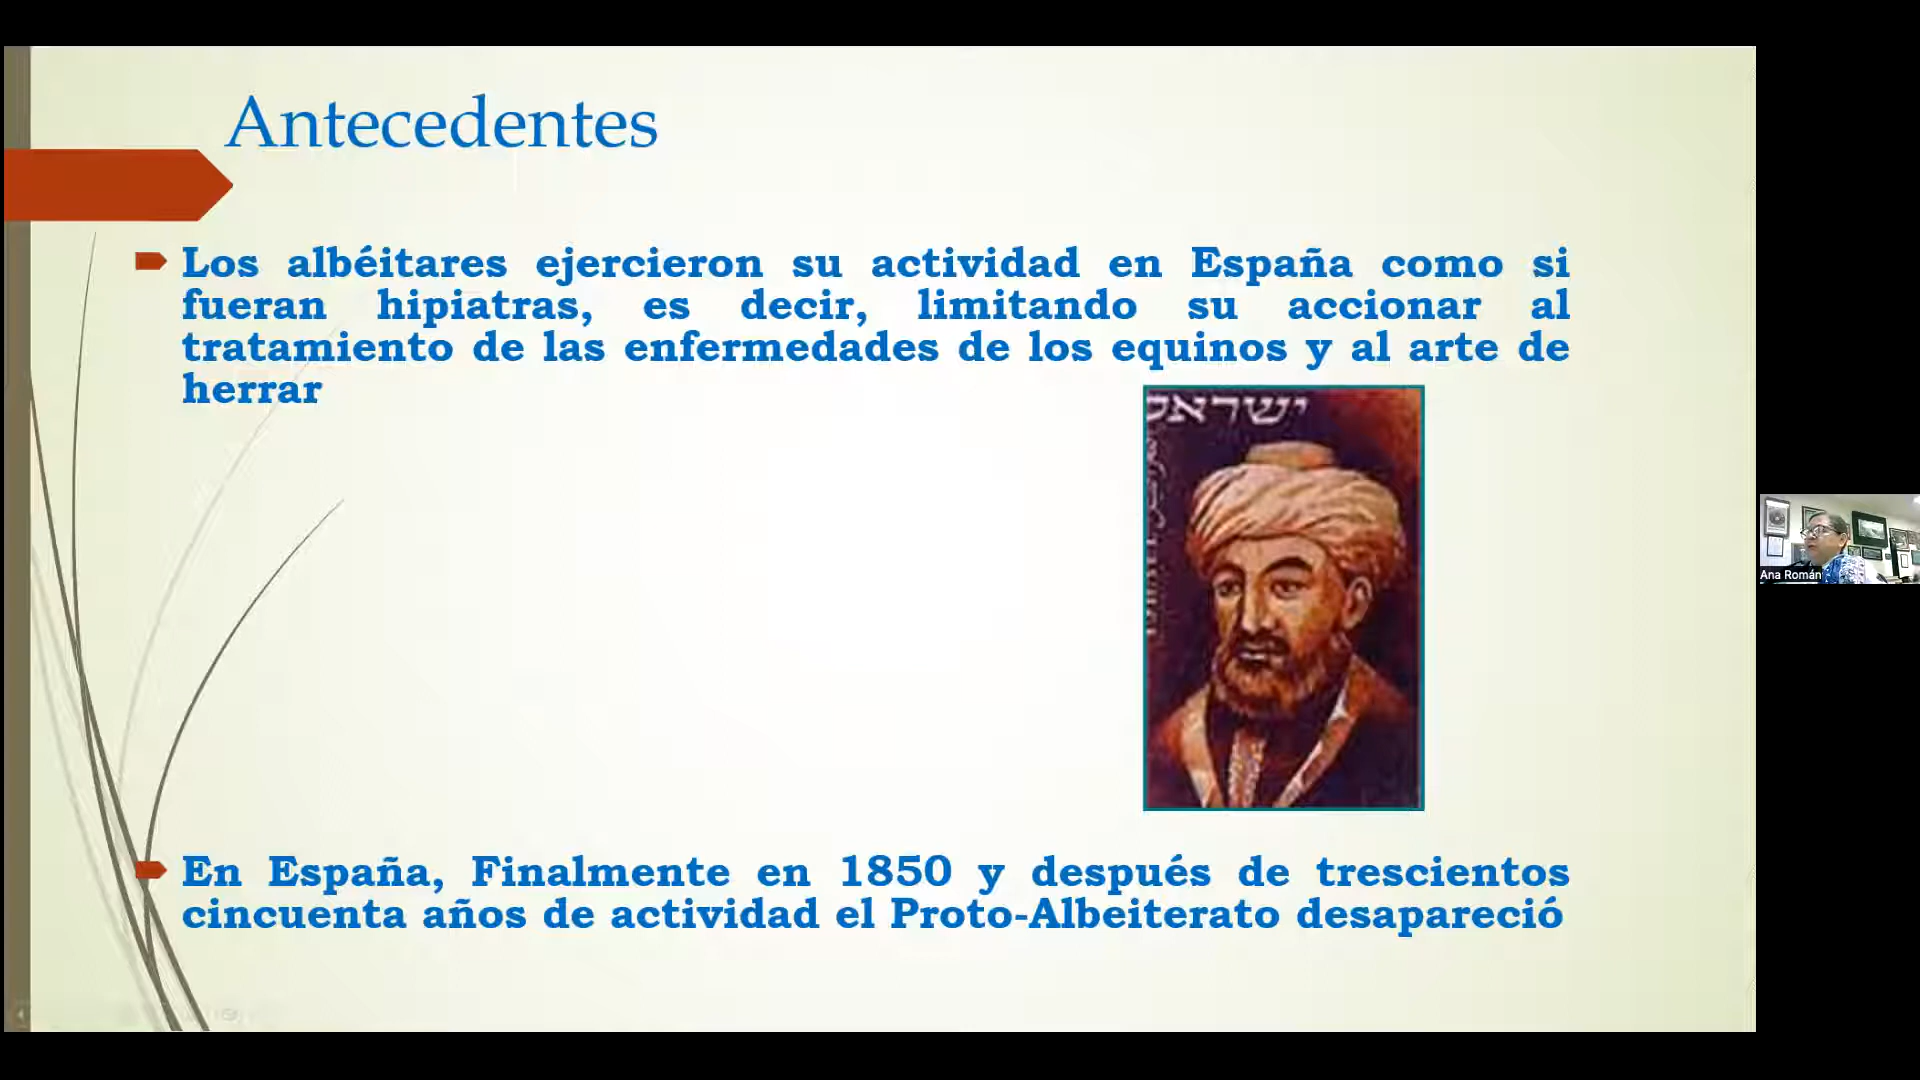 Antecedentes
Los albéitares ejercieron su actividad en España como si
fueran hipiatras, es decir, limitando su accionar al
tratamiento de las enfermedades de los equinos y al arte de
herrar
ישראל
En España, Finalmente en 1850 y después de trescientos
cincuenta años de actividad el Proto-Albeiterato desapareció
Ana Román